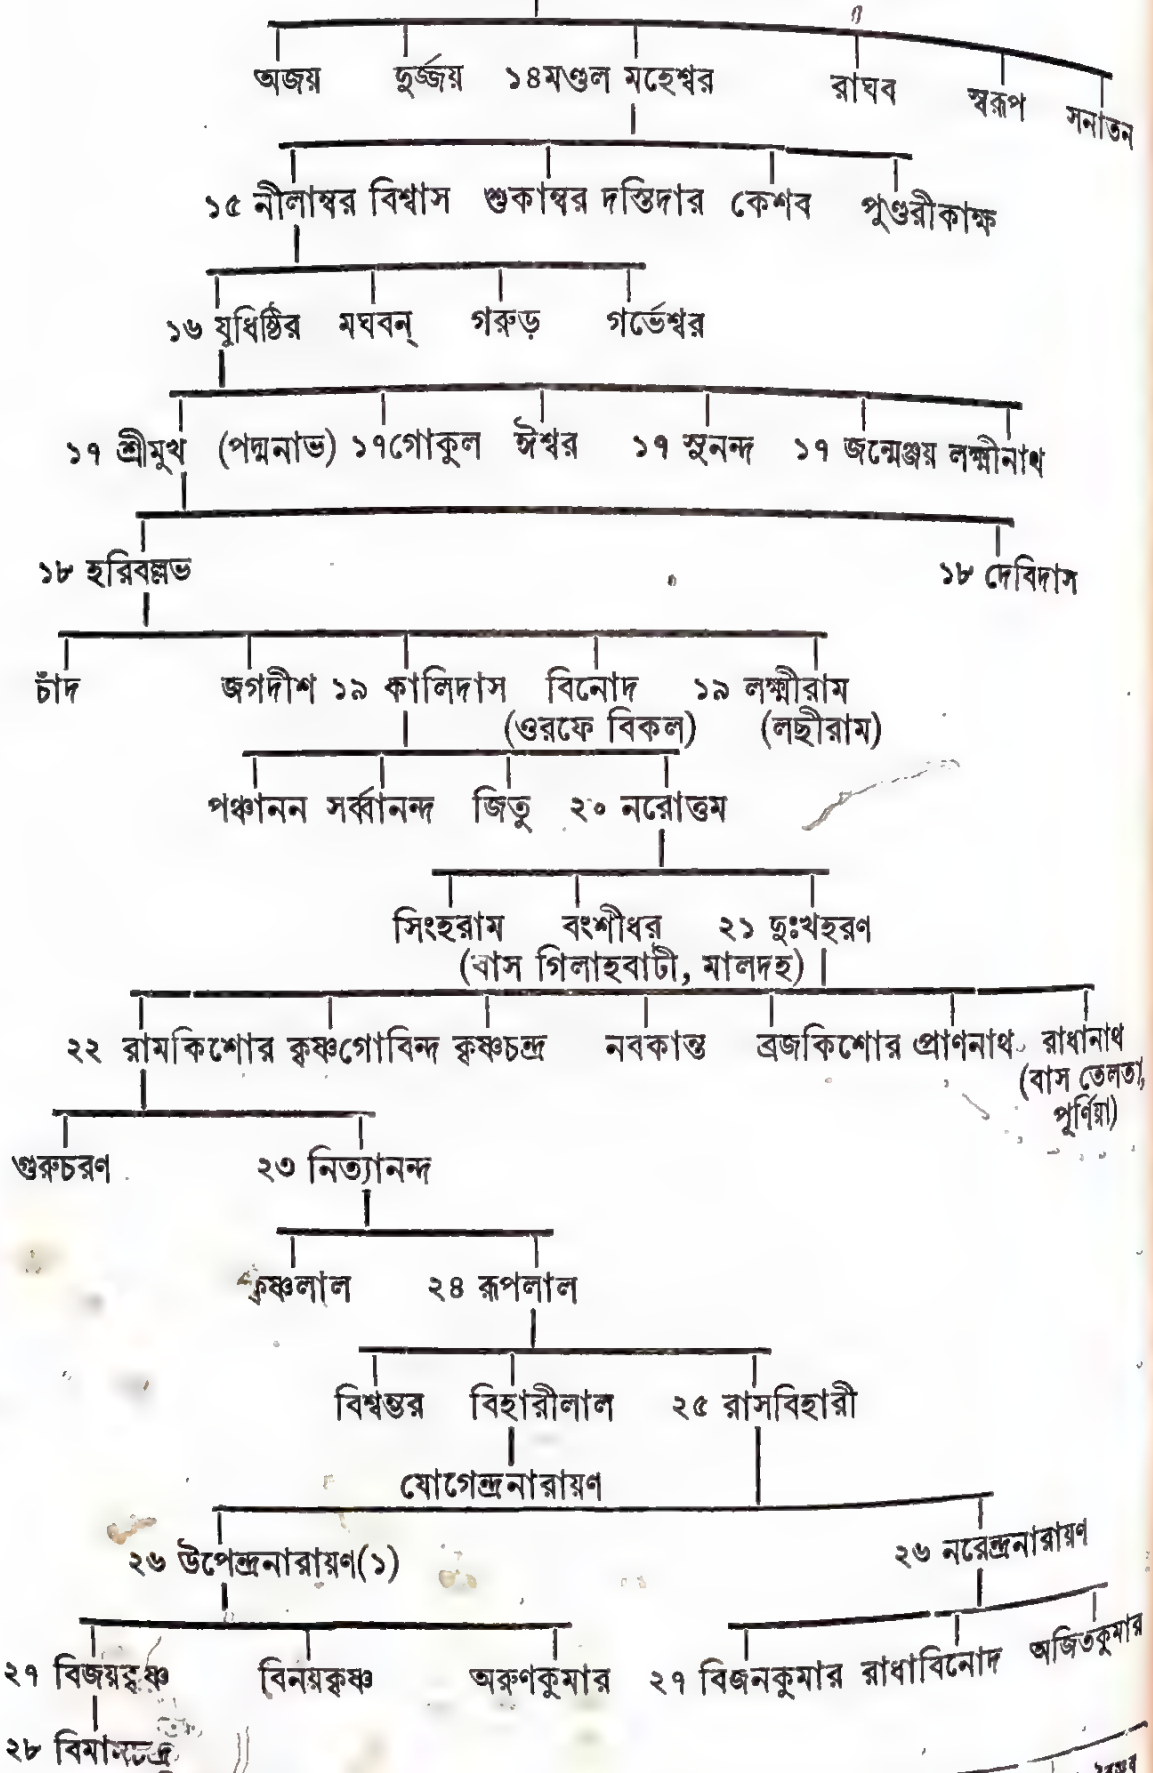 অজয় দুর্জ্জয় ১৪মণ্ডল মহেশ্বর রাঘব স্বরূপ সনাতন
১৫ নীলাম্বর বিশ্বাস শুকাম্বর দস্তিদার কেশব পুণ্ডরীকাক্ষ
১৬ যুধিষ্ঠির মঘবন্ গরুড় গর্ভেশ্বর
১৭ শ্রীমুখ (পদ্মনাভ) ১৭গোকুল ঈশ্বর ১৭ সুনন্দ ১৭ জন্মেঞ্জয় লক্ষ্মীনাথ
১৮ হরিবল্লভ ১৮ দেবিদাস
চাঁদ জগদীশ ১৯ কালিদাস বিনোদ ১৯ লক্ষ্মীরাম
(ওরফে বিকল) (লছীরাম)
পঞ্চানন সর্ব্বানন্দ জিতু ২০ নরোত্তম
সিংহরাম বংশীধর ২১ দুঃখহরণ
(বাস গিলাহবাটী, মালদহ)
২২ রামকিশোর কৃষ্ণগোবিন্দ কৃষ্ণচন্দ্র নবকান্ত ব্রজকিশোর প্রাণনাথ রাধানাথ
(বাস তেলতা,
পূর্ণিয়া)
গুরুচরণ ২৩ নিত্যানন্দ
কৃষ্ণলাল ২৪ রূপলাল
বিশ্বম্ভর বিহারীলাল ২৫ রাসবিহারী
যোগেন্দ্রনারায়ণ
২৬ উপেন্দ্রনারায়ণ(১) ২৬ নরেন্দ্রনারায়ণ
২৭ বিজয়কৃষ্ণ বিনয়কৃষ্ণ অরুণকুমার ২৭ বিজনকুমার রাধাবিনোদ অজিতকুমার
২৮